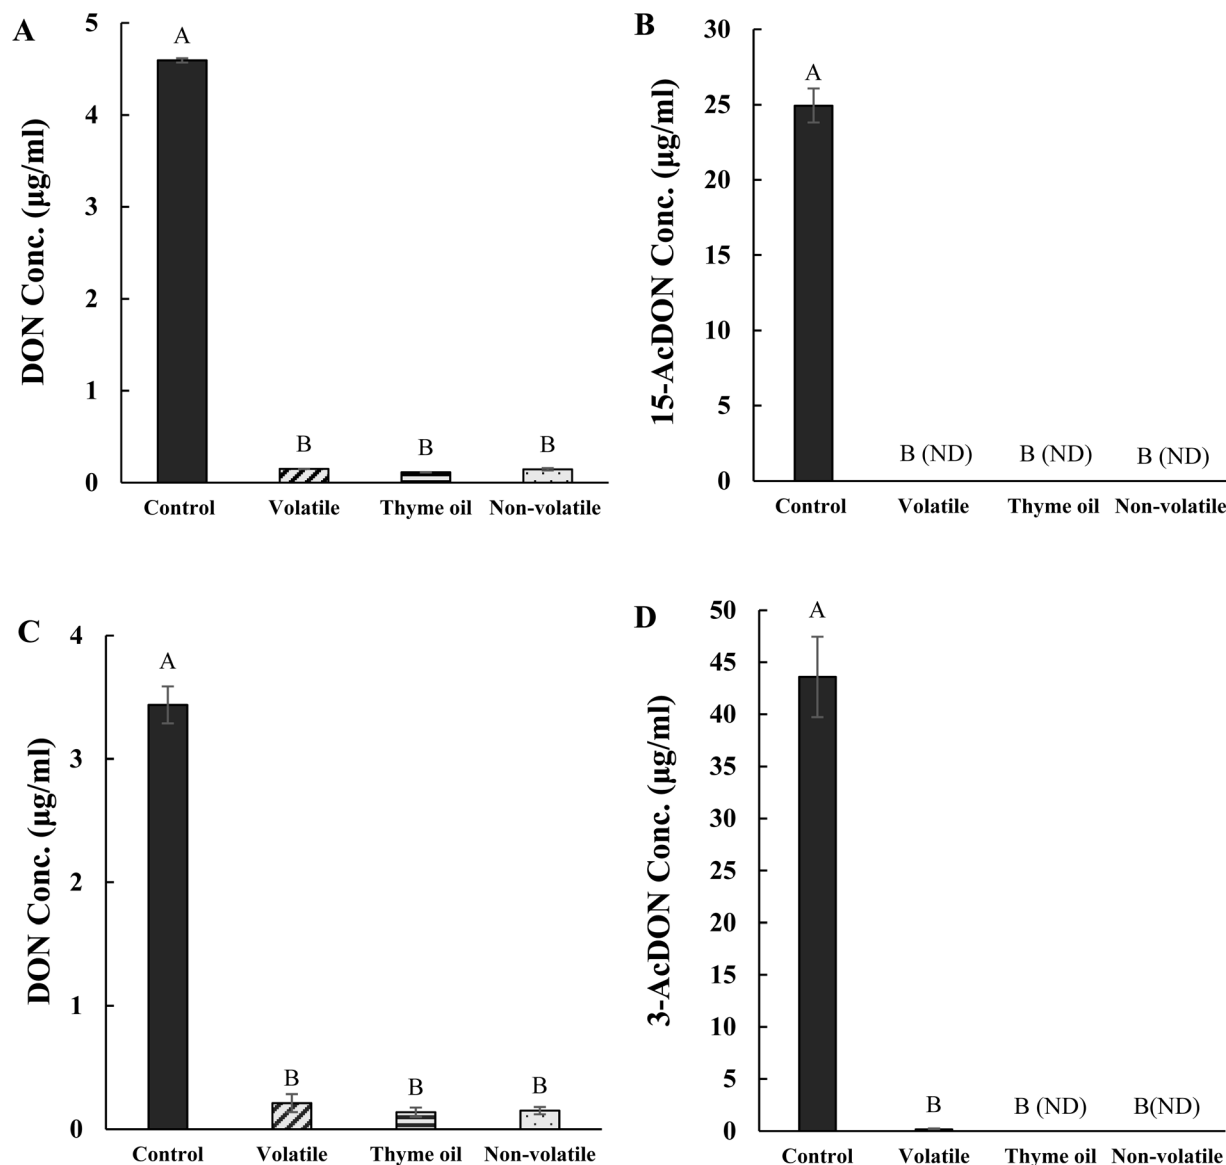 A
DON Conc. (µg/ml)
5
4
3
2
1
0
A
B
B
B
Control Volatile Thyme oil Non-volatile
B
15-AcDON Conc. (µg/ml)
30
25
20
15
10
5
0
A
B (ND) B (ND) B (ND)
Control Volatile Thyme oil Non-volatile
C
DON Conc. (µg/ml)
4
3
2
1
0
A
B
B
B
Control Volatile Thyme oil Non-volatile
D
3-AcDON Conc. (µg/ml)
50
45
40
35
30
25
20
15
10
5
0
A
B B (ND) B(ND)
Control Volatile Thyme oil Non-volatile